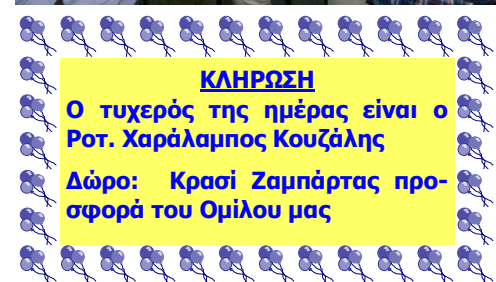 ΚΛΗΡΩΣΗ
Ο τυχερός της ημέρας είναι ο
Ροτ. Χαράλαμπος Κουζάλης
Δώρο: Κρασί Ζαμπάρτας προ-
σφορά του Ομίλου μας